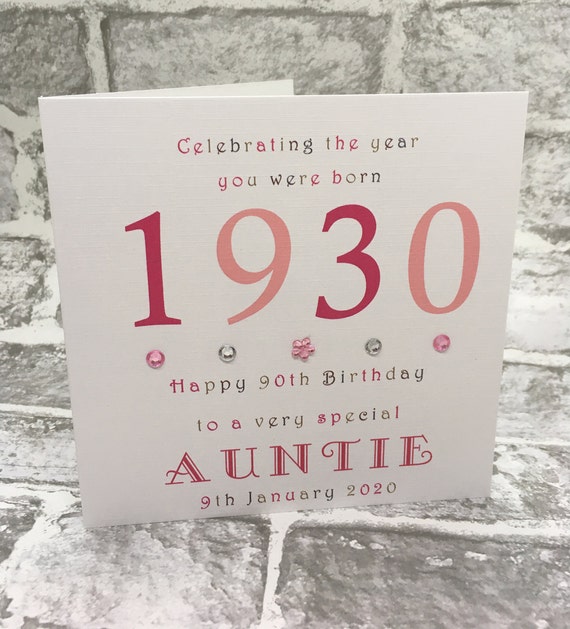 Celebrating the year
you were born
1930
Happy 90th Birthday
to a very special
AUNTIE
9th January 2020